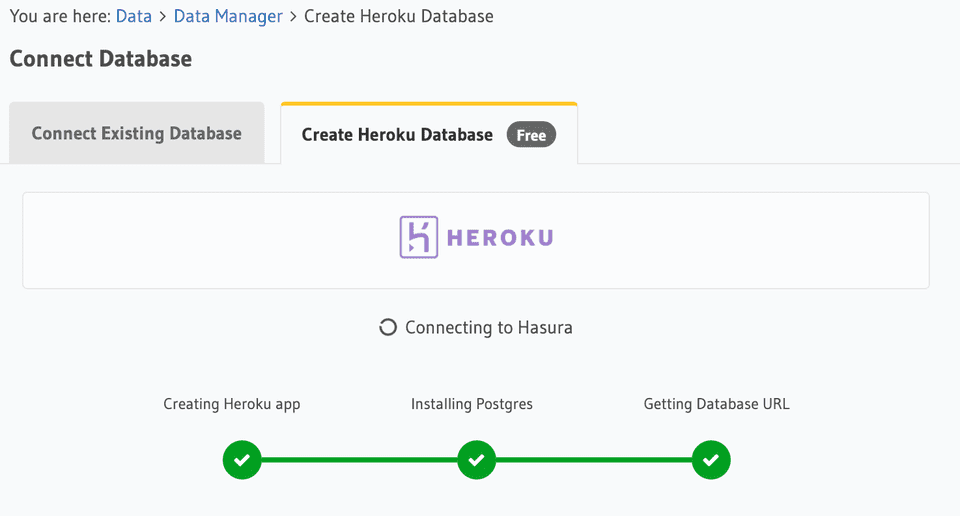 You are here: Data > Data Manager > Create Heroku Database
Connect Database
Connect Existing Database
Create Heroku Database Free
HEROKU
Connecting to Hasura
Creating Heroku app
Installing Postgres
Getting Database URL